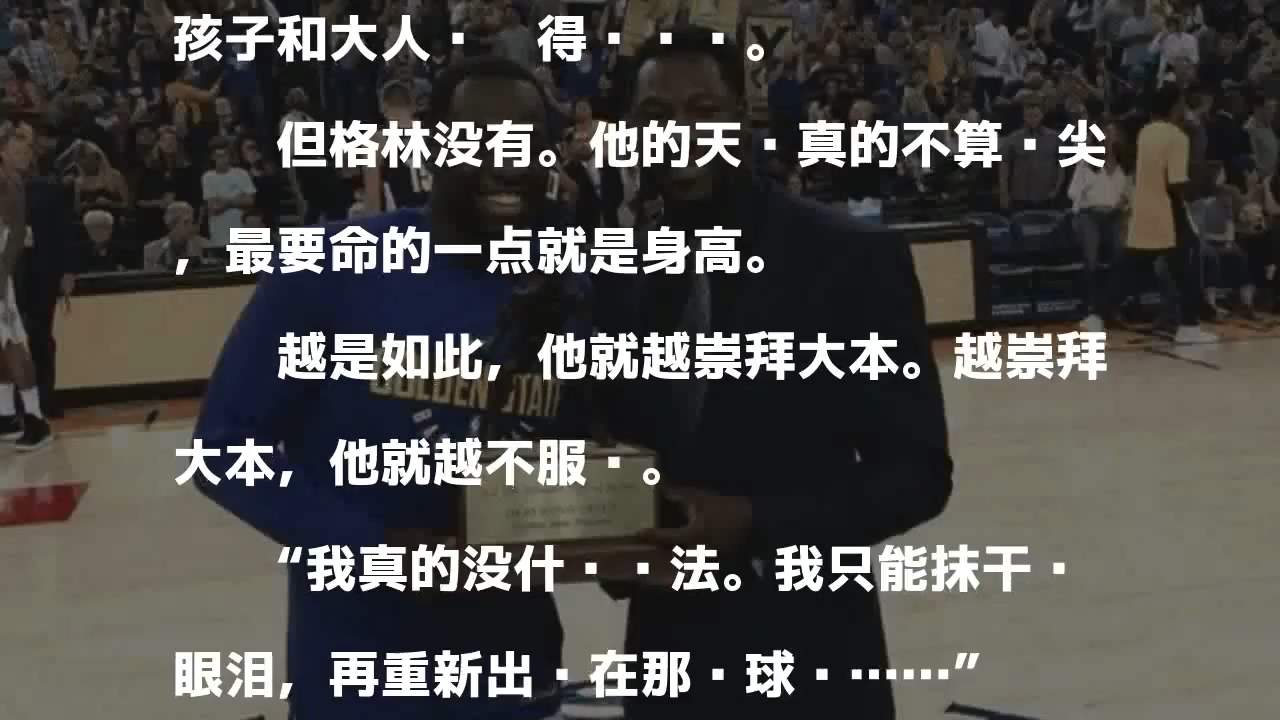 孩子和大人· 得····。
但格林没有。他的天·真的不算·尖
，最要命的一点就是身高。
越是如此，他就越崇拜大本。越崇拜
大本，他就越不服·。
“我真的没什··法。我只能抹干·
眼泪，再重新出·在那·球·……”
GOLDEN STATE